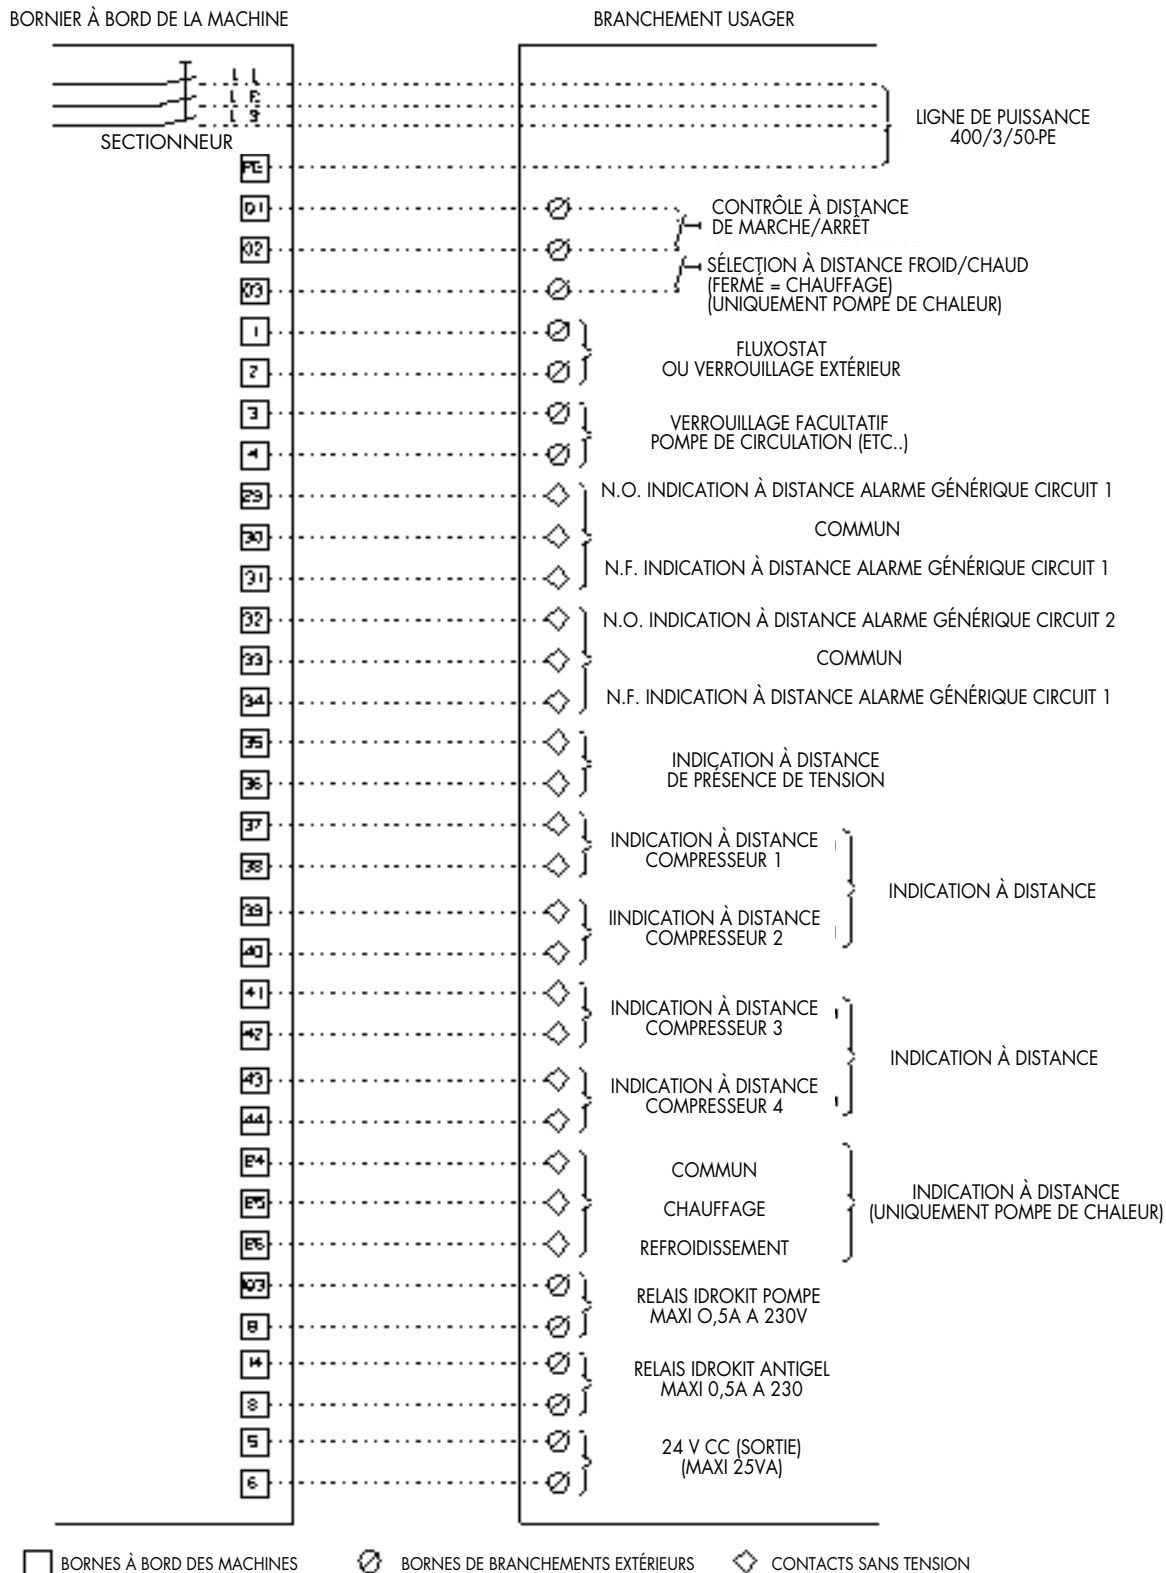 BORNIER À BORD DE LA MACHINE
BRANCHEMENT USAGER
L 1
L 2
L 3
SECTIONNEUR
LIGNE DE PUISSANCE
400/3/50-PE
PE
01
CONTRÔLE À DISTANCE
DE MARCHE/ARRÊT
02
SÉLECTION À DISTANCE FROID/CHAUD
(FERMÉ = CHAUFFAGE)
(UNIQUEMENT POMPE DE CHALEUR)
03
1
FLUXOSTAT
OU VERROUILLAGE EXTÉRIEUR
2
3
VERROUILLAGE FACULTATIF
POMPE DE CIRCULATION (ETC..)
4
29
N.O. INDICATION À DISTANCE ALARME GÉNÉRIQUE CIRCUIT 1
30
COMMUN
31
N.F. INDICATION À DISTANCE ALARME GÉNÉRIQUE CIRCUIT 1
32
N.O. INDICATION À DISTANCE ALARME GÉNÉRIQUE CIRCUIT 2
33
COMMUN
34
N.F. INDICATION À DISTANCE ALARME GÉNÉRIQUE CIRCUIT 1
35
INDICATION À DISTANCE
DE PRÉSENCE DE TENSION
36
37
INDICATION À DISTANCE
COMPRESSEUR 1
38
INDICATION À DISTANCE
39
IINDICATION À DISTANCE
COMPRESSEUR 2
40
41
INDICATION À DISTANCE
COMPRESSEUR 3
42
INDICATION À DISTANCE
43
INDICATION À DISTANCE
COMPRESSEUR 4
44
E4
COMMUN
E5
CHAUFFAGE
INDICATION À DISTANCE
(UNIQUEMENT POMPE DE CHALEUR)
E6
REFROIDISSEMENT
RELAIS IDROKIT POMPE
MAXI O,5A A 230V
8
14
RELAIS IDROKIT ANTIGEL
MAXI 0,5A A 230
8
5
24 V CC (SORTIE)
(MAXI 25VA)
6
BORNES À BORD DES MACHINES
BORNES DE BRANCHEMENTS EXTÉRIEURS
CONTACTS SANS TENSION